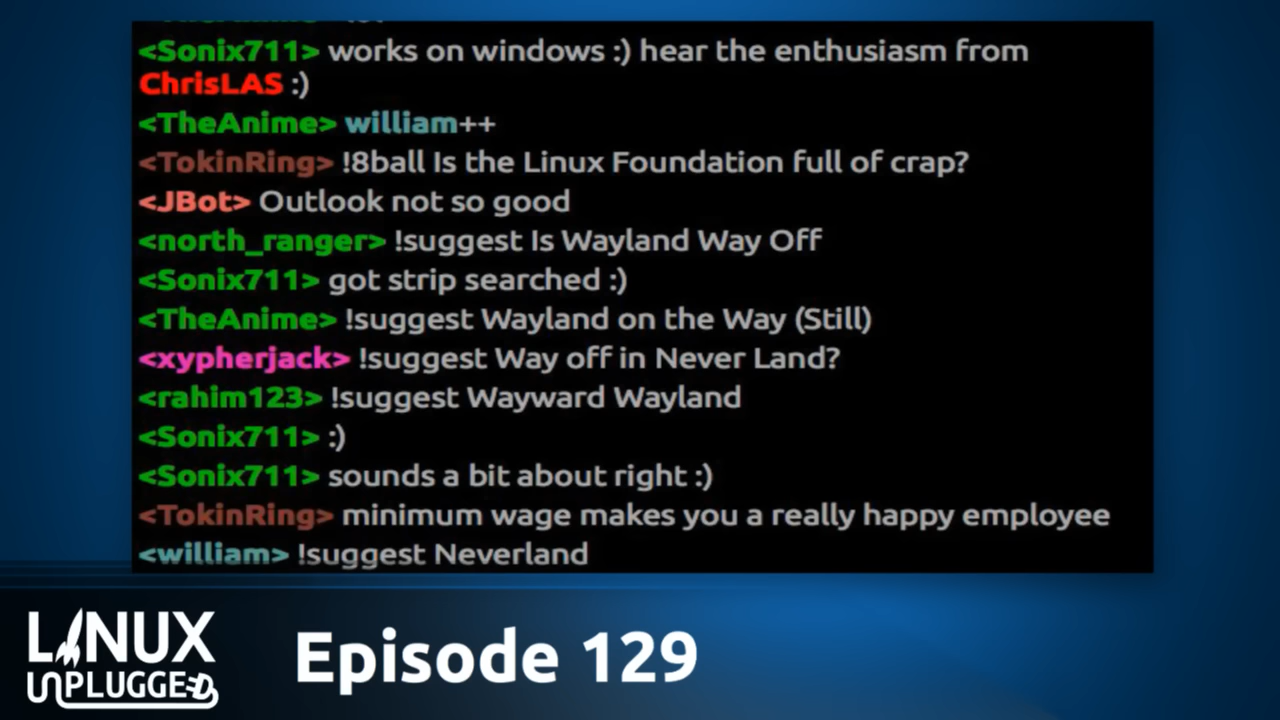 <Sonix711> works on windows :) hear the enthusiasm from
ChrisLAS :)
<TheAnime> william++
<TokinRing> !8ball Is the Linux Foundation full of crap?
<JBot> Outlook not so good
<north_ranger> !suggest Is Wayland Way Off
<Sonix711> got strip searched :)
<TheAnime> !suggest Wayland on the Way (Still)
<xypherjack> !suggest Way off in Never Land?
<rahim123> !suggest Wayward Wayland
<Sonix711> :)
<Sonix711> sounds a bit about right :)
<TokinRing> minimum wage makes you a really happy employee
<william> !suggest Neverland
LINUX
UNPLUGGED
Episode 129